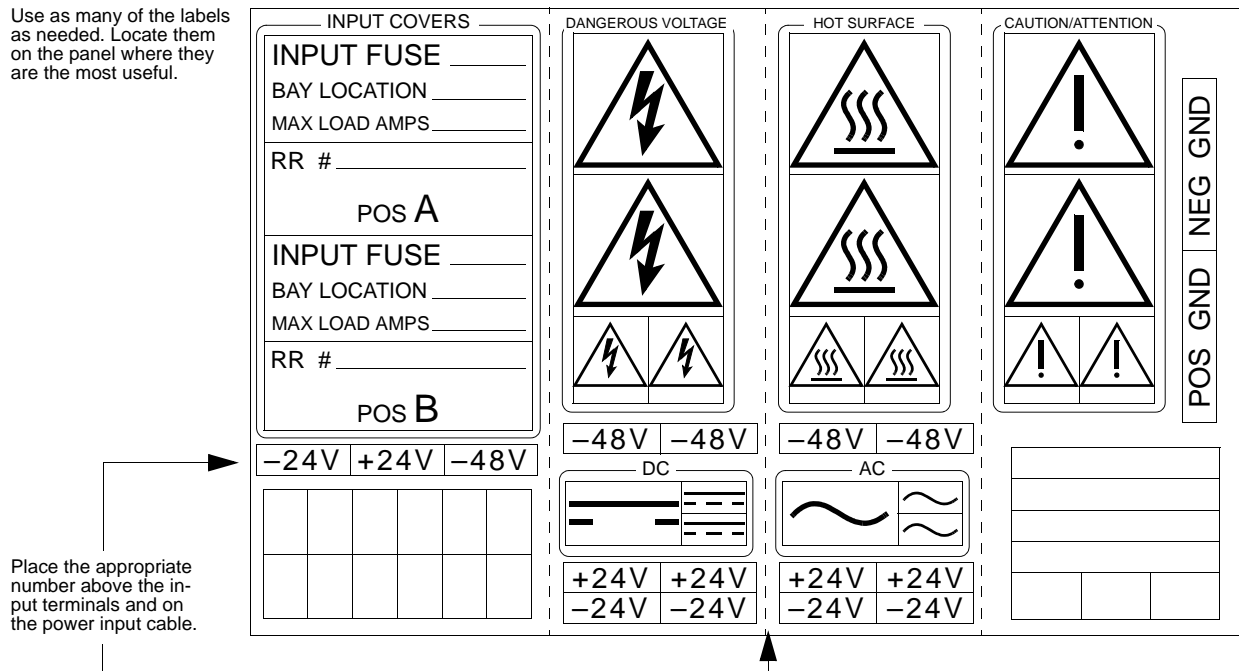 Use as many of the labels
as needed. Locate them
on the panel where they
are the most useful.
INPUT COVERS
INPUT FUSE
BAY LOCATION
MAX LOAD AMPS
RR #
POS A
INPUT FUSE
BAY LOCATION
MAX LOAD AMPS
RR #
POS B
−24V +24V −48V
DANGEROUS VOLTAGE
−48V −48V
DC
+24V +24V
−24V −24V
HOT SURFACE
−48V −48V
AC
+24V +24V
−24V −24V
CAUTION/ATTENTION
POS GND NEG GND
Place the appropriate
number above the in-
put terminals and on
the power input cable.